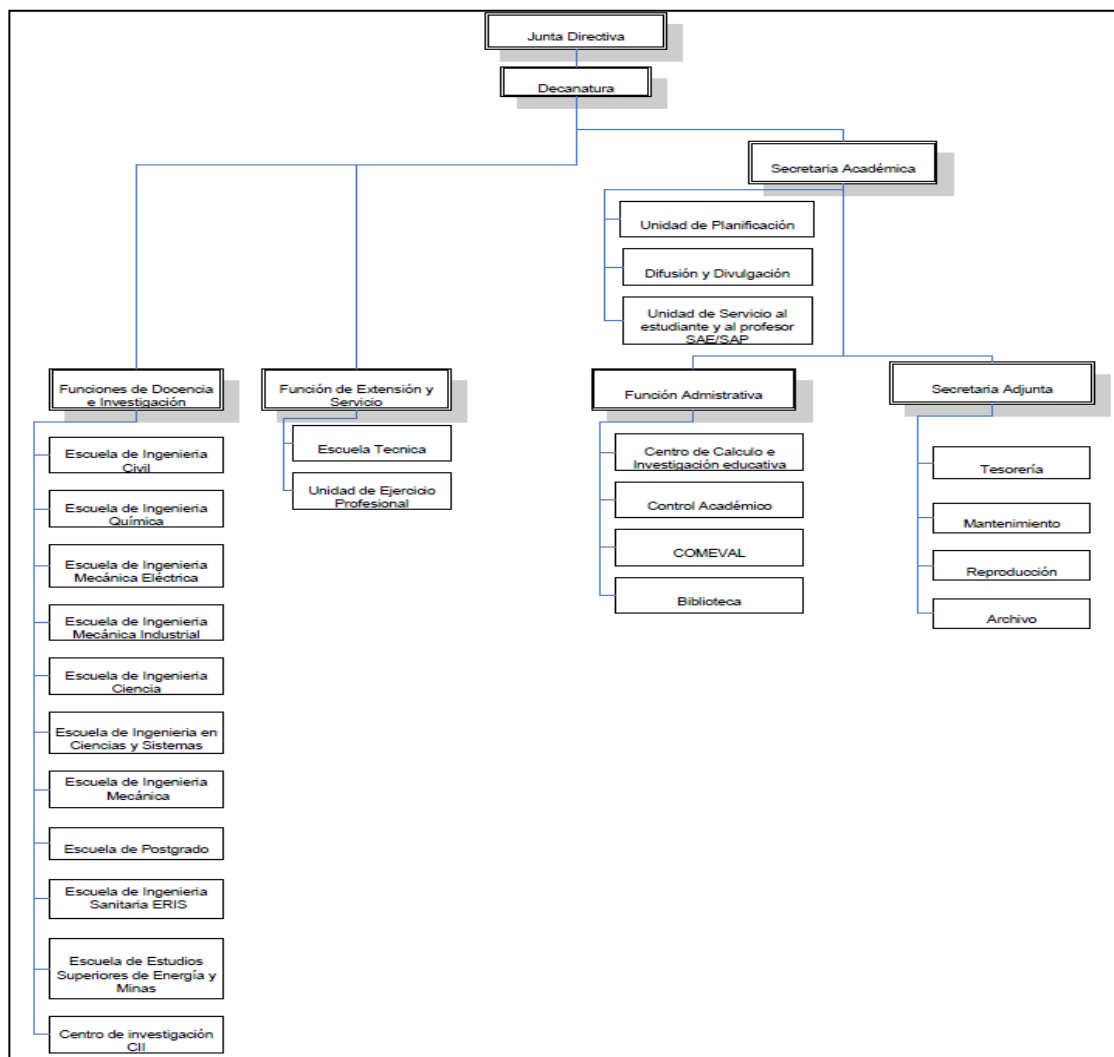 Junta Directiva
Decanatura
Secretaria Académica
Unidad de Planificación
Difusión y Divulgación
Unidad de Servicio al
estudiante y al profesor
SAE/SAP
Funciones de Docencia
e Investigación
Escuela de Ingenieria
Civil
Escuela de Ingenieria
Química
Escuela de Ingenieria
Mecánica Eléctrica
Escuela de Ingenieria
Mecánica Industrial
Escuela de Ingenieria
Ciencia
Escuela de Ingenieria en
Ciencias y Sistemas
Escuela de Ingenieria
Mecánica
Escuela de Postgrado
Escuela de Ingenieria
Sanitaria ERIS
Escuela de Estudios
Superiores de Energía y
Minas
Centro de investigación
CII
Función de Extensión y
Servicio
Escuela Tecnica
Unidad de Ejercicio
Profesional
Función Admistrativa
Centro de Calculo e
Investigación educativa
Control Académico
COMEVAL
Biblioteca
Secretaria Adjunta
Tesorería
Mantenimiento
Reproducción
Archivo